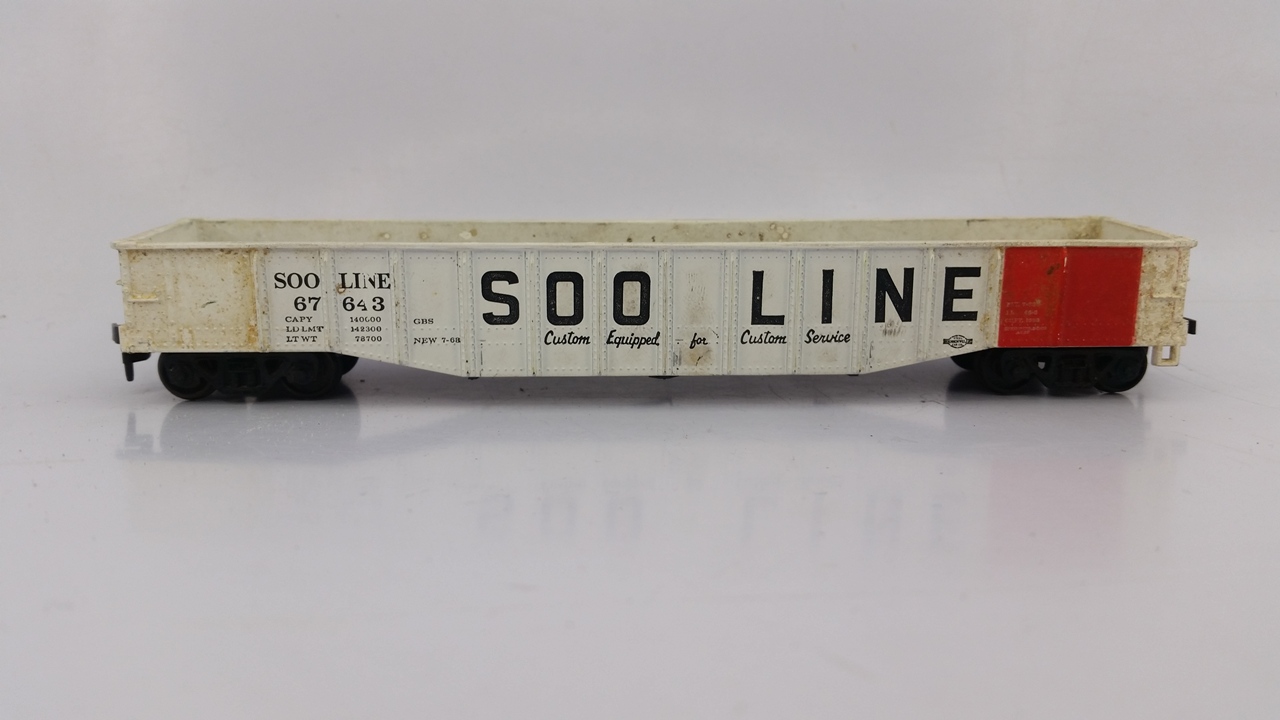 SOO LINE
67 643
CAPY 140000
LD LMT 142300
LT WT 78700
GBS
NEW 7-68
SOO LINE
Custom Equipped for Custom Service